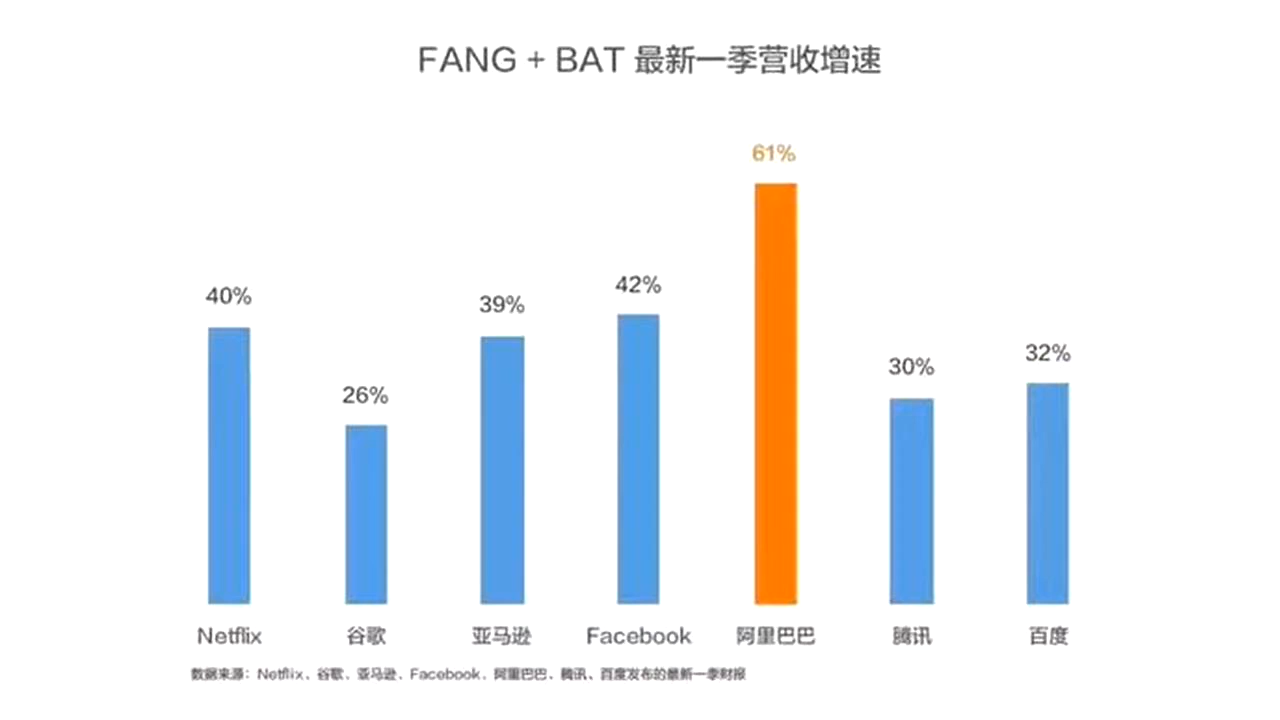 FANG + BAT 最新一季营收增速
61%
42%
40%
39%
32%
30%
26%
Netflix 谷歌 亚马逊 Facebook 阿里巴巴 腾讯 百度
数据来源：Netflix、谷歌、亚马逊、Facebook、阿里巴巴、腾讯、百度发布的最新一季财报